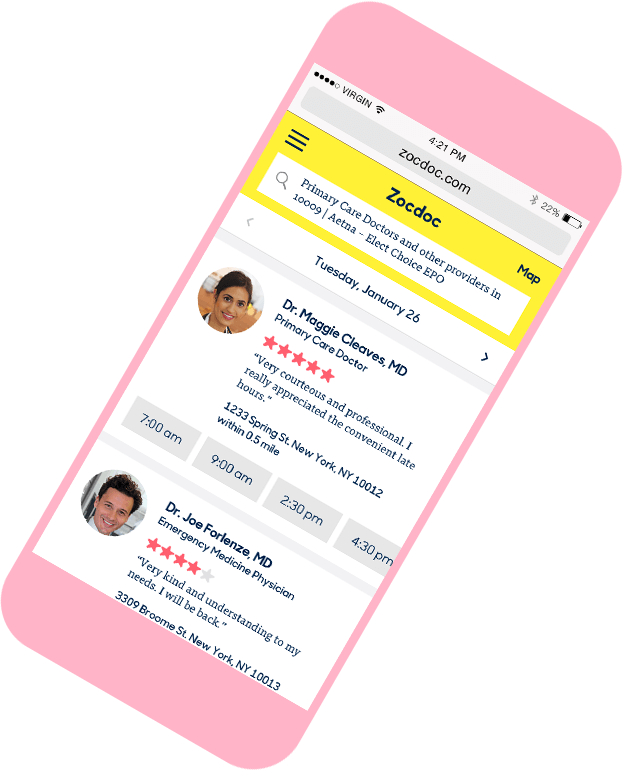 VIRGIN
4:21 PM
22%
zocdoc.com
Zocdoc
Map
Primary Care Doctors and other providers in
10009 | Aetna – Elect Choice EPO
Tuesday, January 26
Dr. Maggie Cleaves, MD
Primary Care Doctor
“Very courteous and professional. I
really appreciated the convenient late
hours.”
1233 Spring St. New York, NY 10012
within 0.5 mile
7:00 am
9:00 am
2:30 pm
4:30 pm
Dr. Joe Forlenze, MD
Emergency Medicine Physician
“Very kind and understanding to my
needs. I will be back.”
3309 Broome St. New York, NY 10013